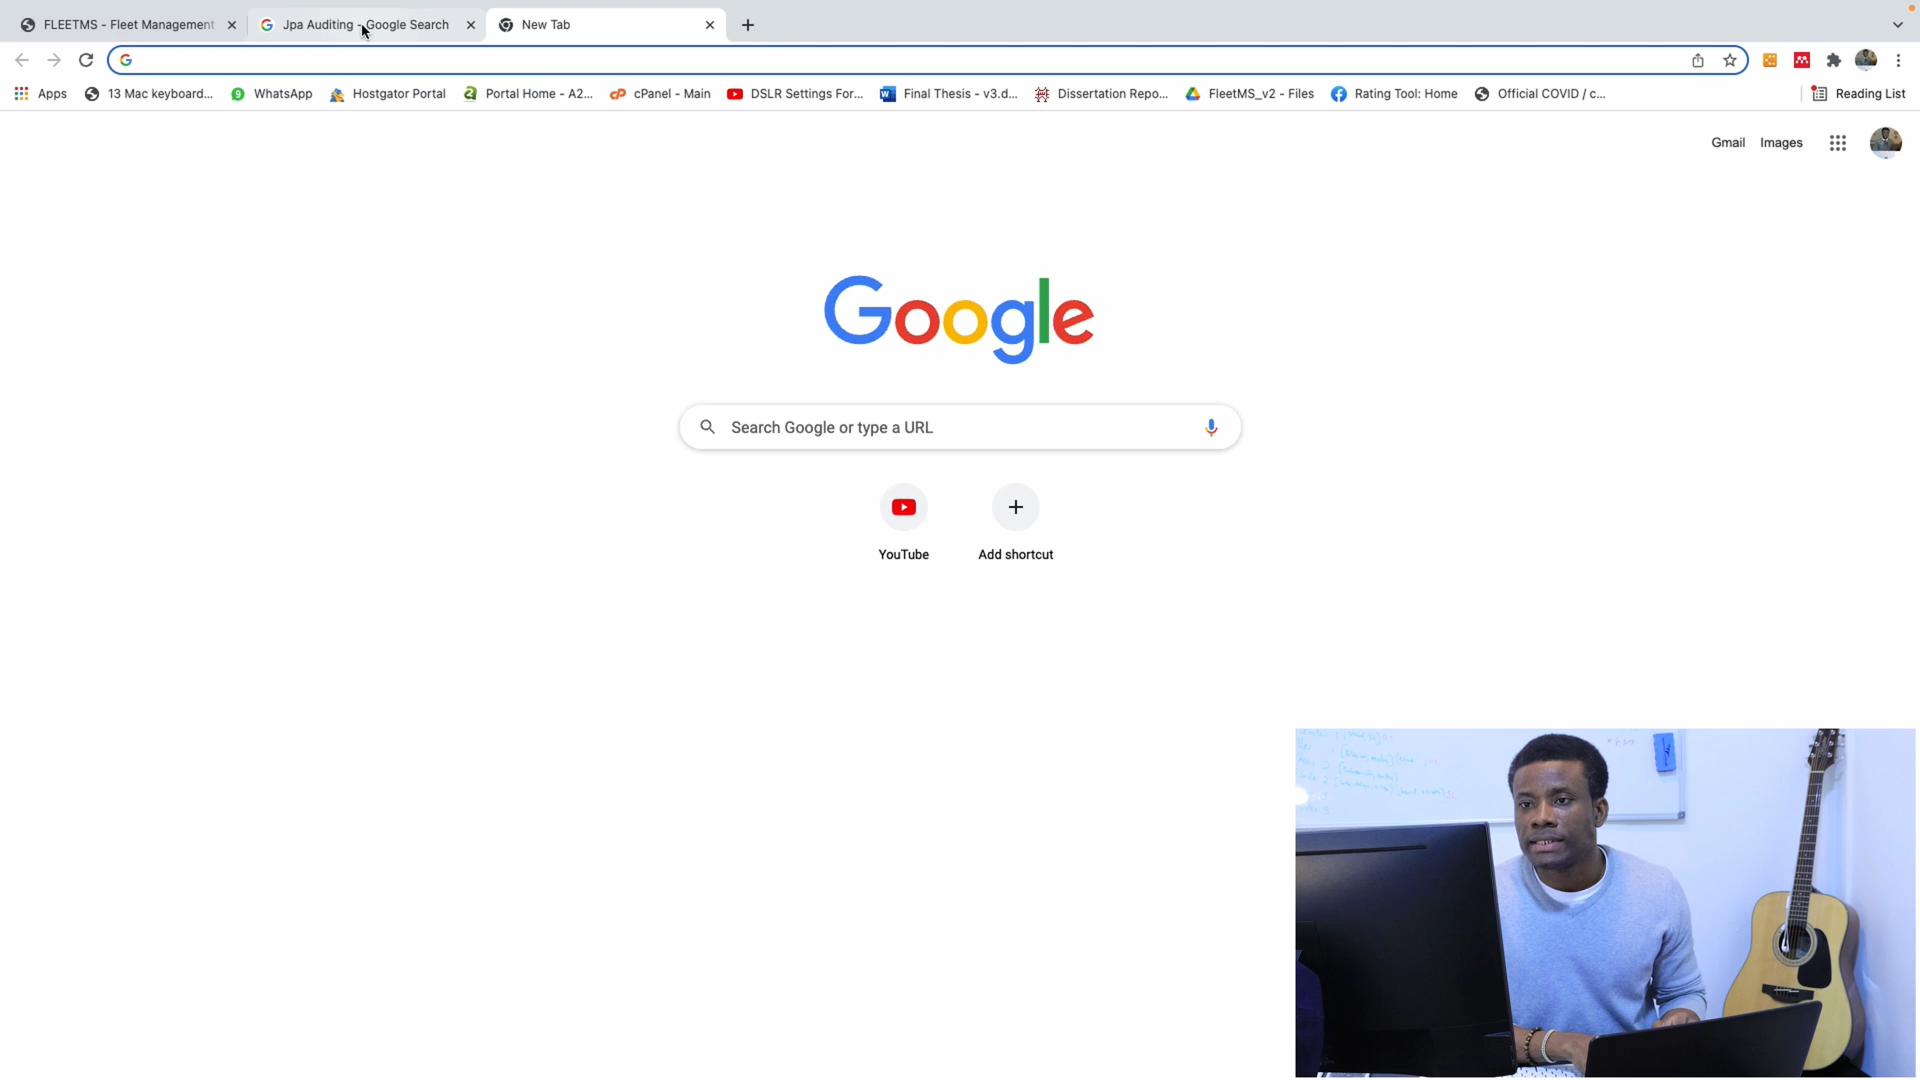 FLEETMS - Fleet Management
Jpa Auditing - Google Search
New Tab
Apps
13 Mac keyboard...
WhatsApp
Hostgator Portal
Portal Home - A2...
cPanel - Main
DSLR Settings For...
Final Thesis - v3.d...
Dissertation Repo...
FleetMS_v2 - Files
Rating Tool: Home
Official COVID / c...
Reading List
Gmail
Images
Google
Search Google or type a URL
YouTube
Add shortcut